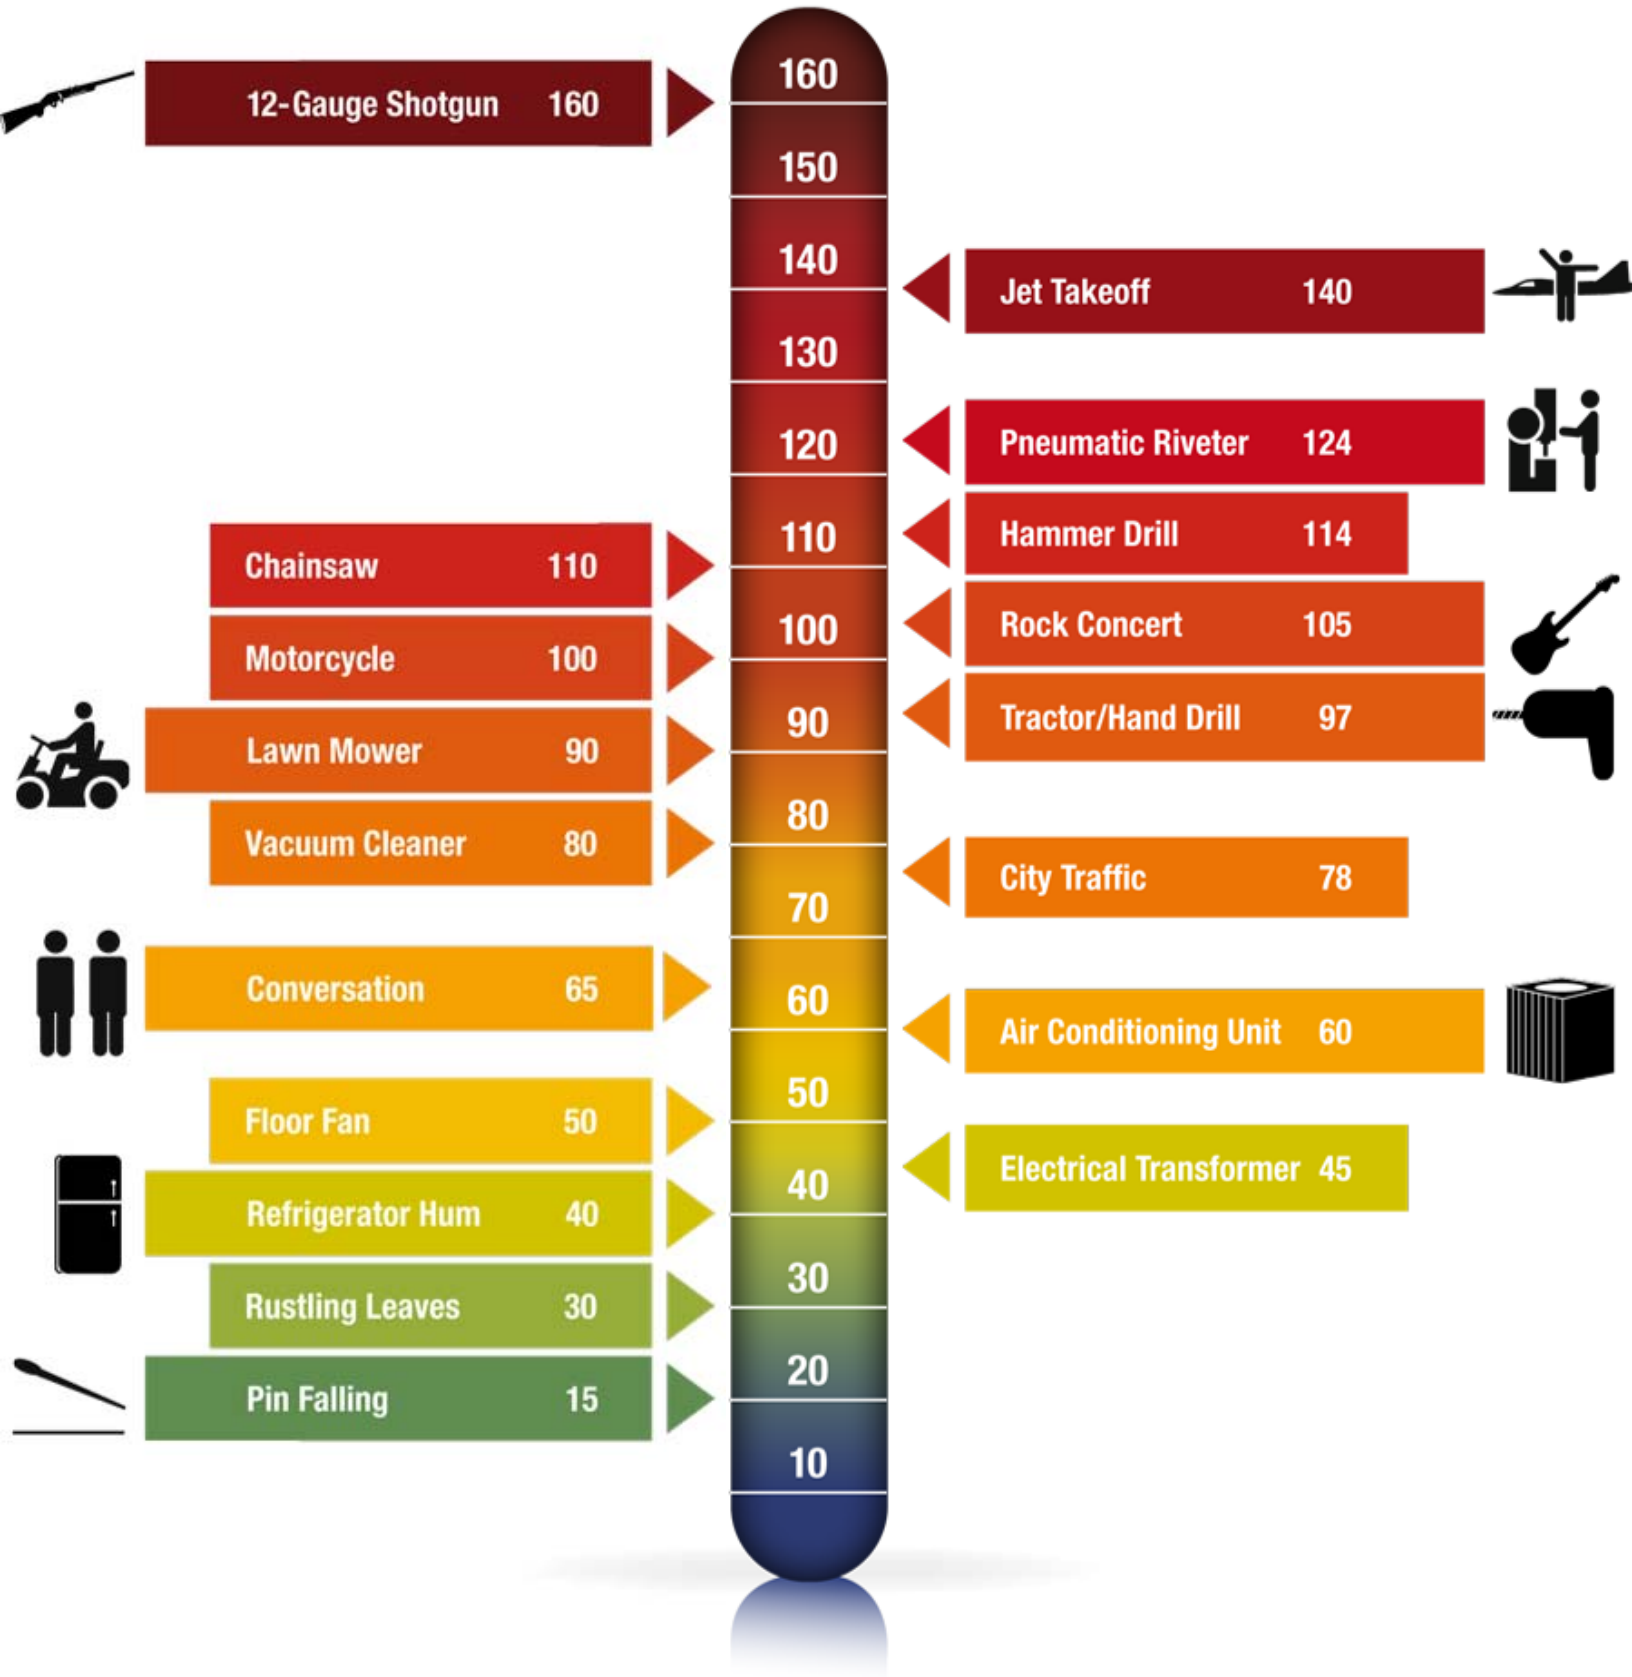 12-Gauge Shotgun 160
Chainsaw 110
Motorcycle 100
Lawn Mower 90
Vacuum Cleaner 80
Conversation 65
Floor Fan 50
Refrigerator Hum 40
Rustling Leaves 30
Pin Falling 15
160
150
140
130
120
110
100
90
80
70
60
50
40
30
20
10
Jet Takeoff 140
Pneumatic Riveter 124
Hammer Drill 114
Rock Concert 105
Tractor/Hand Drill 97
City Traffic 78
Air Conditioning Unit 60
Electrical Transformer 45